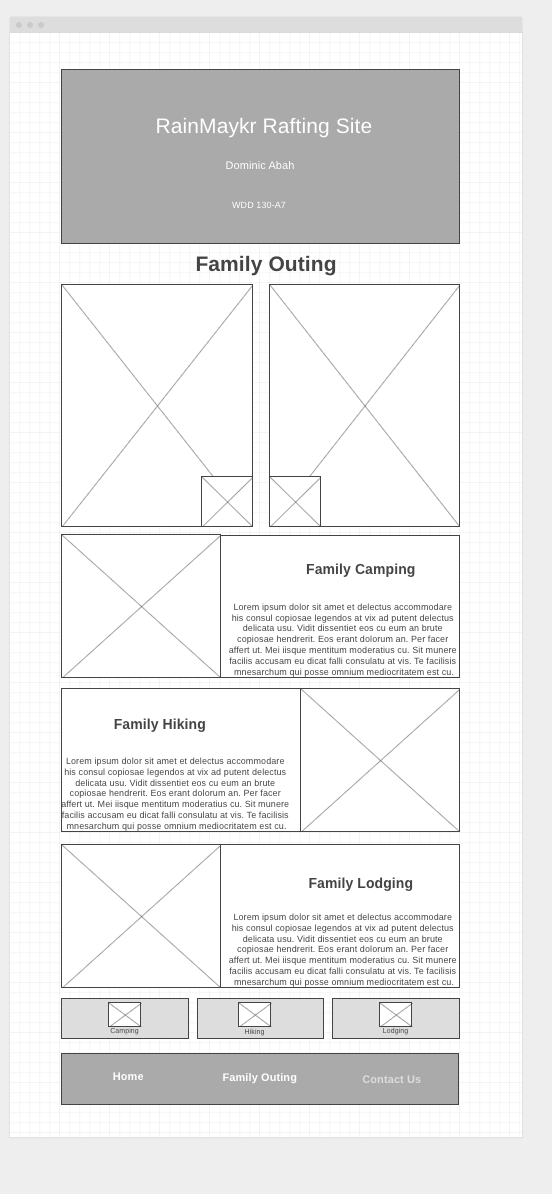 RainMaykr Rafting Site
Dominic Abah
WDD 130-A7
Family Outing
Family Camping
Lorem ipsum dolor sit amet et delectus accommodare
his consul copiosae legendos at vix ad putent delectus
delicata usu. Vidit dissentiet eos cu eum an brute
copiosae hendrerit. Eos erant dolorum an. Per facer
affert ut. Mei iisque mentitum moderatius cu. Sit munere
facilis accusam eu dicat falli consulatu at vis. Te facilisis
mnesarchum qui posse omnium mediocritatem est cu.
Family Hiking
Lorem ipsum dolor sit amet et delectus accommodare
his consul copiosae legendos at vix ad putent delectus
delicata usu. Vidit dissentiet eos cu eum an brute
copiosae hendrerit. Eos erant dolorum an. Per facer
affert ut. Mei iisque mentitum moderatius cu. Sit munere
facilis accusam eu dicat falli consulatu at vis. Te facilisis
mnesarchum qui posse omnium mediocritatem est cu.
Family Lodging
Lorem ipsum dolor sit amet et delectus accommodare
his consul copiosae legendos at vix ad putent delectus
delicata usu. Vidit dissentiet eos cu eum an brute
copiosae hendrerit. Eos erant dolorum an. Per facer
affert ut. Mei iisque mentitum moderatius cu. Sit munere
facilis accusam eu dicat falli consulatu at vis. Te facilisis
mnesarchum qui posse omnium mediocritatem est cu.
Camping
Hiking
Lodging
Home
Family Outing
Contact Us